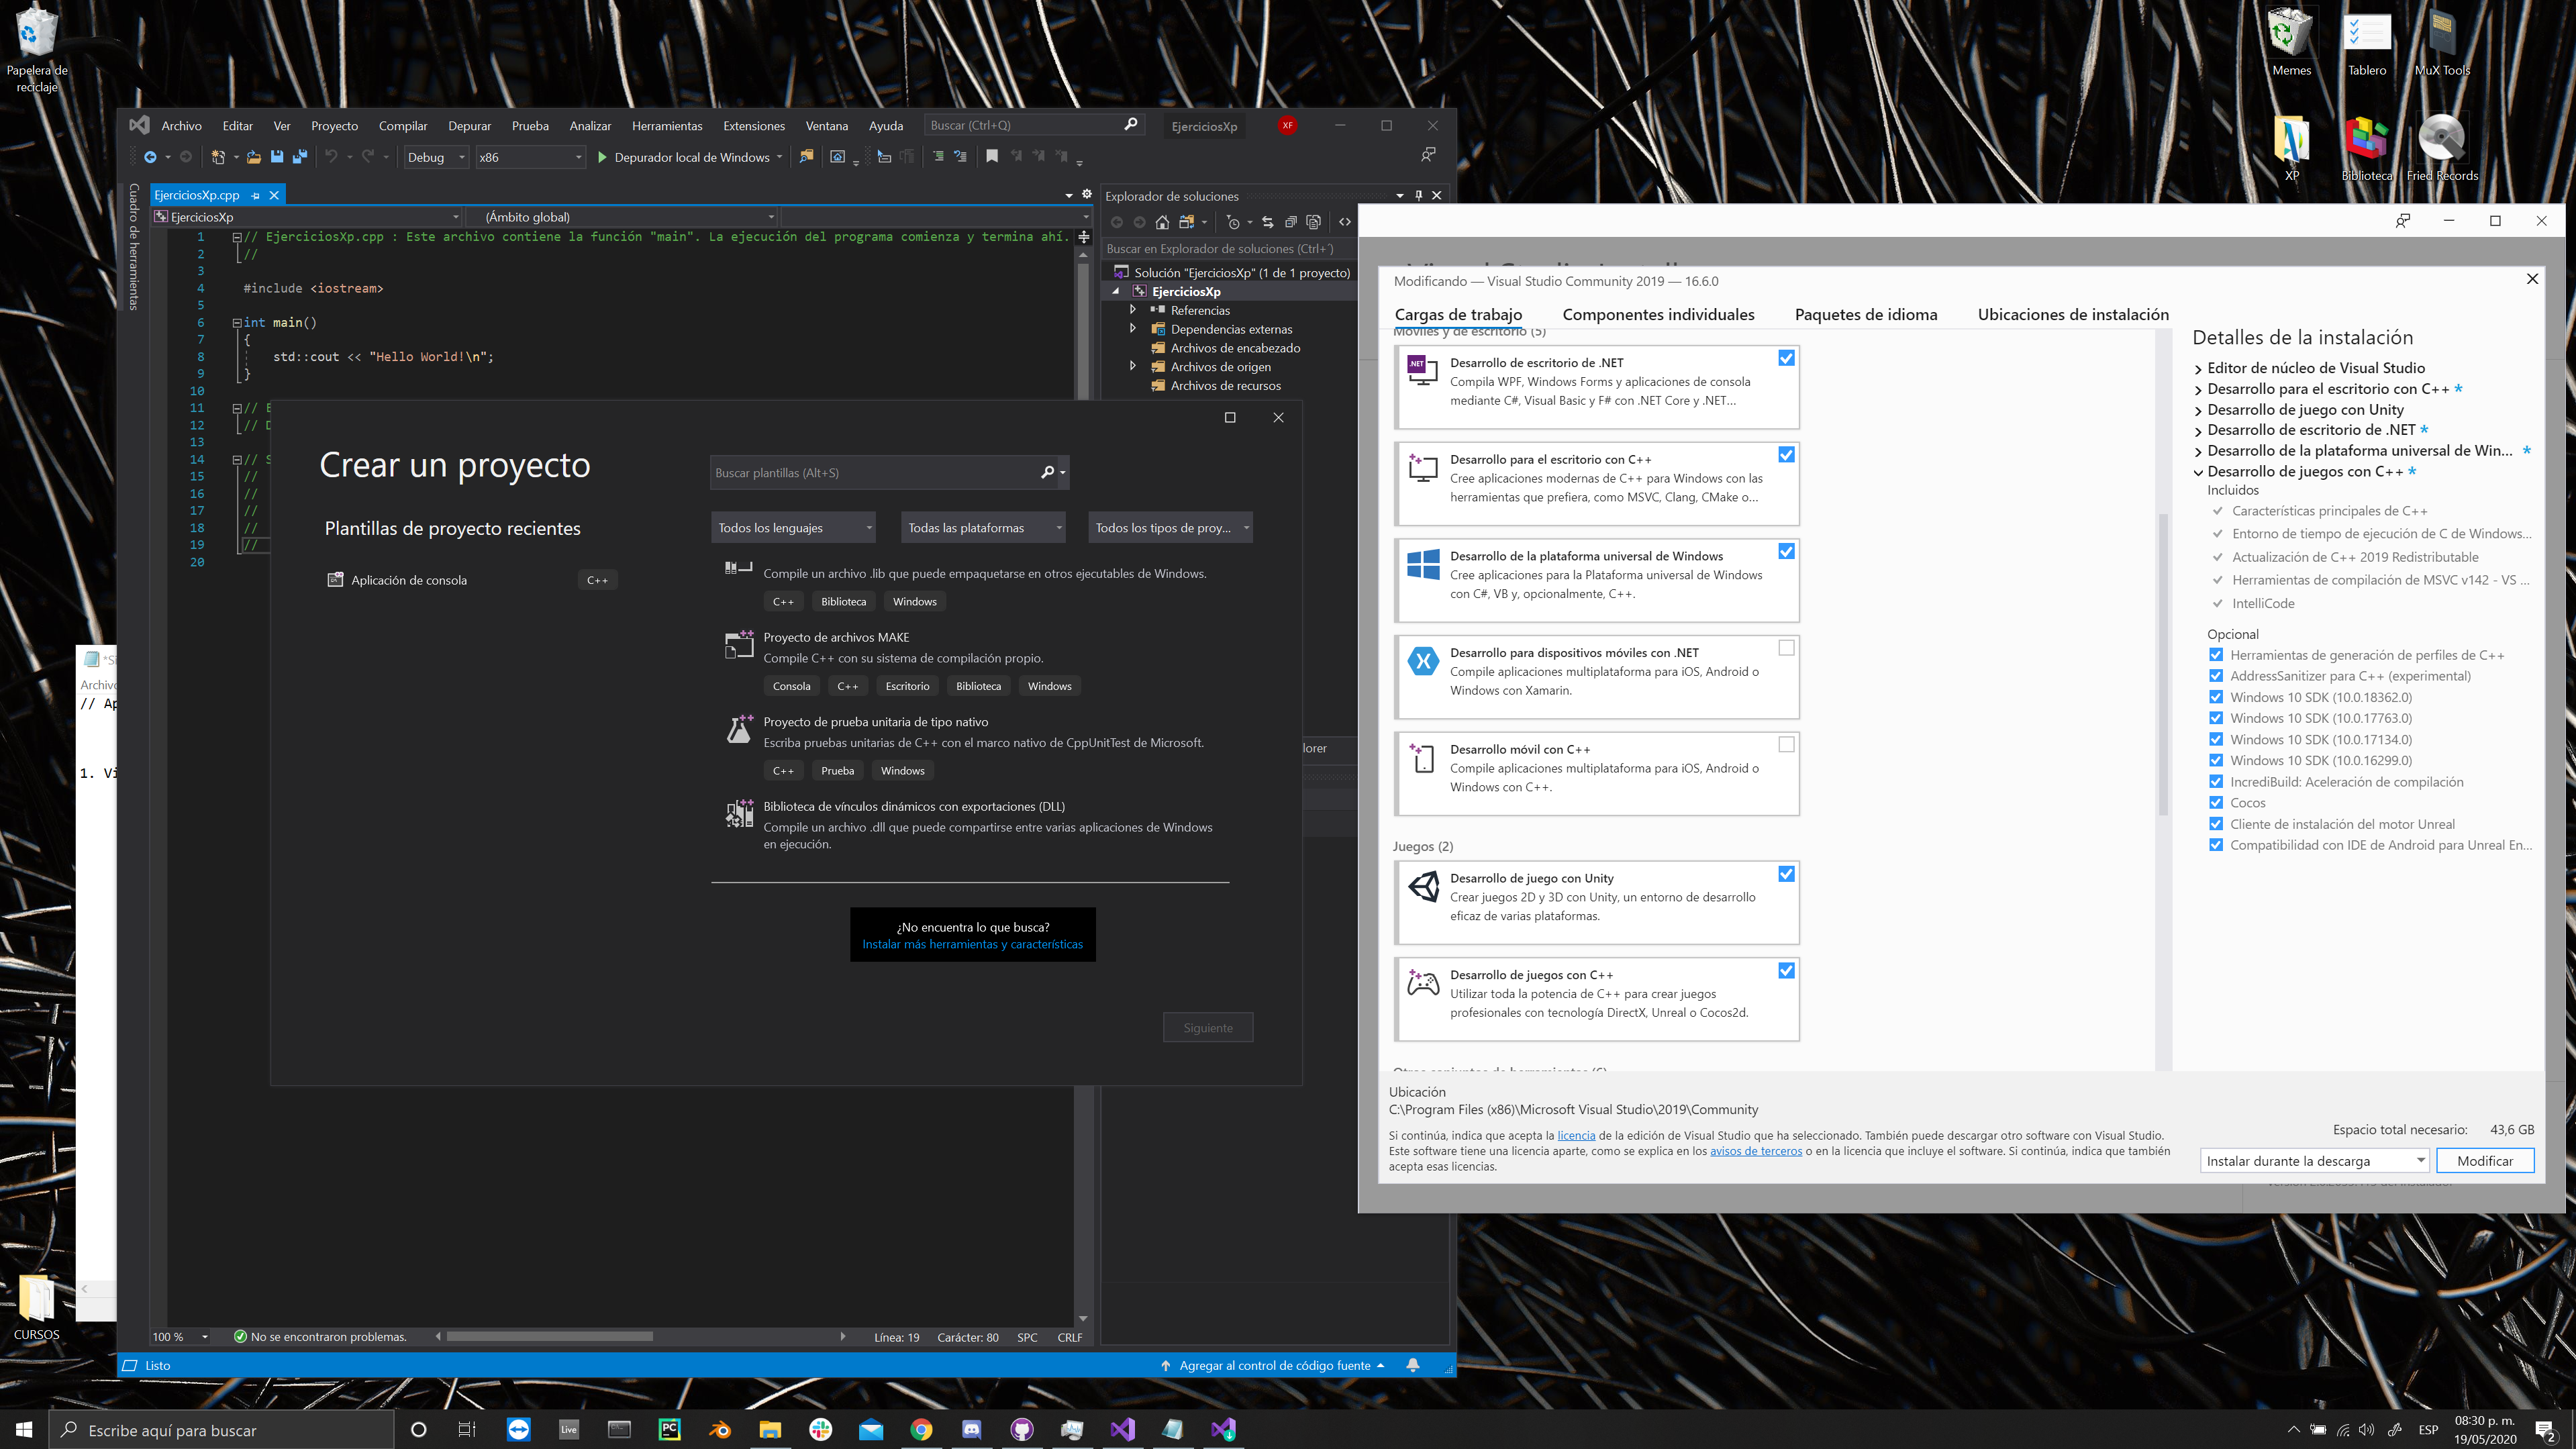 Papelera de
reciclaje
Memes
Tablero
MuX Tools
XP
Biblioteca
Fried Records
CURSOS
Archivo
Editar
Ver
Proyecto
Compilar
Depurar
Prueba
Analizar
Herramientas
Extensiones
Ventana
Ayuda
Buscar (Ctrl+Q)
EjerciciosXp
XF
Debug
x86
Depurador local de Windows
Cuadro de herramientas
EjerciciosXp.cpp
EjerciciosXp
(Ámbito global)
1 // EjerciciosXp.cpp : Este archivo contiene la función "main". La ejecución del programa comienza y termina ahí.
2 //
3
4 #include <iostream>
5
6 int main()
7 {
8 std::cout << "Hello World!\n";
9 }
10
11 //
12 //
13
14 //
15 //
16 //
17 //
18 //
19 //
20
Explorador de soluciones
Buscar en Explorador de soluciones (Ctrl+´)
Solución "EjerciciosXp" (1 de 1 proyecto)
EjerciciosXp
Referencias
Dependencias externas
Archivos de encabezado
Archivos de origen
Archivos de recursos
lorer
Archivo
// Ap
1. Vi
Crear un proyecto
Plantillas de proyecto recientes
Aplicación de consola
C++
Buscar plantillas (Alt+S)
Todos los lenguajes
Todas las plataformas
Todos los tipos de proy...
Compile un archivo .lib que puede empaquetarse en otros ejecutables de Windows.
C++ Biblioteca Windows
Proyecto de archivos MAKE
Compile C++ con su sistema de compilación propio.
Consola C++ Escritorio Biblioteca Windows
Proyecto de prueba unitaria de tipo nativo
Escriba pruebas unitarias de C++ con el marco nativo de CppUnitTest de Microsoft.
C++ Prueba Windows
Biblioteca de vínculos dinámicos con exportaciones (DLL)
Compile un archivo .dll que puede compartirse entre varias aplicaciones de Windows
en ejecución.
¿No encuentra lo que busca?
Instalar más herramientas y características
Siguiente
100 %
No se encontraron problemas.
Línea: 19
Carácter: 80
SPC
CRLF
Listo
Agregar al control de código fuente
Modificando — Visual Studio Community 2019 — 16.6.0
Cargas de trabajo
Componentes individuales
Paquetes de idioma
Ubicaciones de instalación
Móviles y de escritorio (5)
.NET
Desarrollo de escritorio de .NET
Compila WPF, Windows Forms y aplicaciones de consola
mediante C#, Visual Basic y F# con .NET Core y .NET...
Desarrollo para el escritorio con C++
Cree aplicaciones modernas de C++ para Windows con las
herramientas que prefiera, como MSVC, Clang, CMake o...
Desarrollo de la plataforma universal de Windows
Cree aplicaciones para la Plataforma universal de Windows
con C#, VB y, opcionalmente, C++.
Desarrollo para dispositivos móviles con .NET
Compile aplicaciones multiplataforma para iOS, Android o
Windows con Xamarin.
Desarrollo móvil con C++
Compile aplicaciones multiplataforma para iOS, Android o
Windows con C++.
Juegos (2)
Desarrollo de juego con Unity
Crear juegos 2D y 3D con Unity, un entorno de desarrollo
eficaz de varias plataformas.
Desarrollo de juegos con C++
Utilizar toda la potencia de C++ para crear juegos
profesionales con tecnología DirectX, Unreal o Cocos2d.
Detalles de la instalación
Editor de núcleo de Visual Studio
Desarrollo para el escritorio con C++ *
Desarrollo de juego con Unity
Desarrollo de escritorio de .NET *
Desarrollo de la plataforma universal de Win... *
Desarrollo de juegos con C++ *
Incluidos
Características principales de C++
Entorno de tiempo de ejecución de C de Windows...
Actualización de C++ 2019 Redistributable
Herramientas de compilación de MSVC v142 - VS ...
IntelliCode
Opcional
Herramientas de generación de perfiles de C++
AddressSanitizer para C++ (experimental)
Windows 10 SDK (10.0.18362.0)
Windows 10 SDK (10.0.17763.0)
Windows 10 SDK (10.0.17134.0)
Windows 10 SDK (10.0.16299.0)
IncrediBuild: Aceleración de compilación
Cocos
Cliente de instalación del motor Unreal
Compatibilidad con IDE de Android para Unreal En...
Ubicación
C:\Program Files (x86)\Microsoft Visual Studio\2019\Community
Si continúa, indica que acepta la licencia de la edición de Visual Studio que ha seleccionado. También puede descargar otro software con Visual Studio.
Este software tiene una licencia aparte, como se explica en los avisos de terceros o en la licencia que incluye el software. Si continúa, indica que también
acepta esas licencias.
Espacio total necesario: 43,6 GB
Instalar durante la descarga
Modificar
Escribe aquí para buscar
Live
PC
ESP
08:30 p. m.
19/05/2020
2